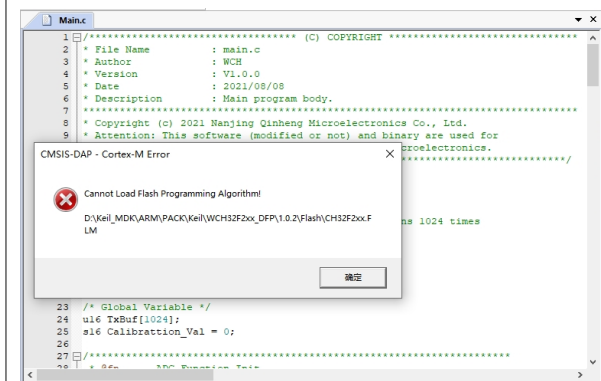 Main.c
1 /******************************** (C) COPYRIGHT *******************************
2 * File Name : main.c
3 * Author : WCH
4 * Version : V1.0.0
5 * Date : 2021/08/08
6 * Description : Main program body.
7 *********************************************************************************
8 * Copyright (c) 2021 Nanjing Qinheng Microelectronics Co., Ltd.
9 * Attention: This software (modified or not) and binary are used for
croelectronics.
**************************/
CMSIS-DAP - Cortex-M Error
Cannot Load Flash Programming Algorithm!
D:\Keil_MDK\ARM\PACK\Keil\WCH32F2xx_DFP\1.0.2\Flash\CH32F2xx.F
LM
ns 1024 times
确定
23 /* Global Variable */
24 u16 TxBuf[1024];
25 s16 Calibrattion_Val = 0;
26
27 /*********************************************************************
28 * @fn ADC_Function_Init